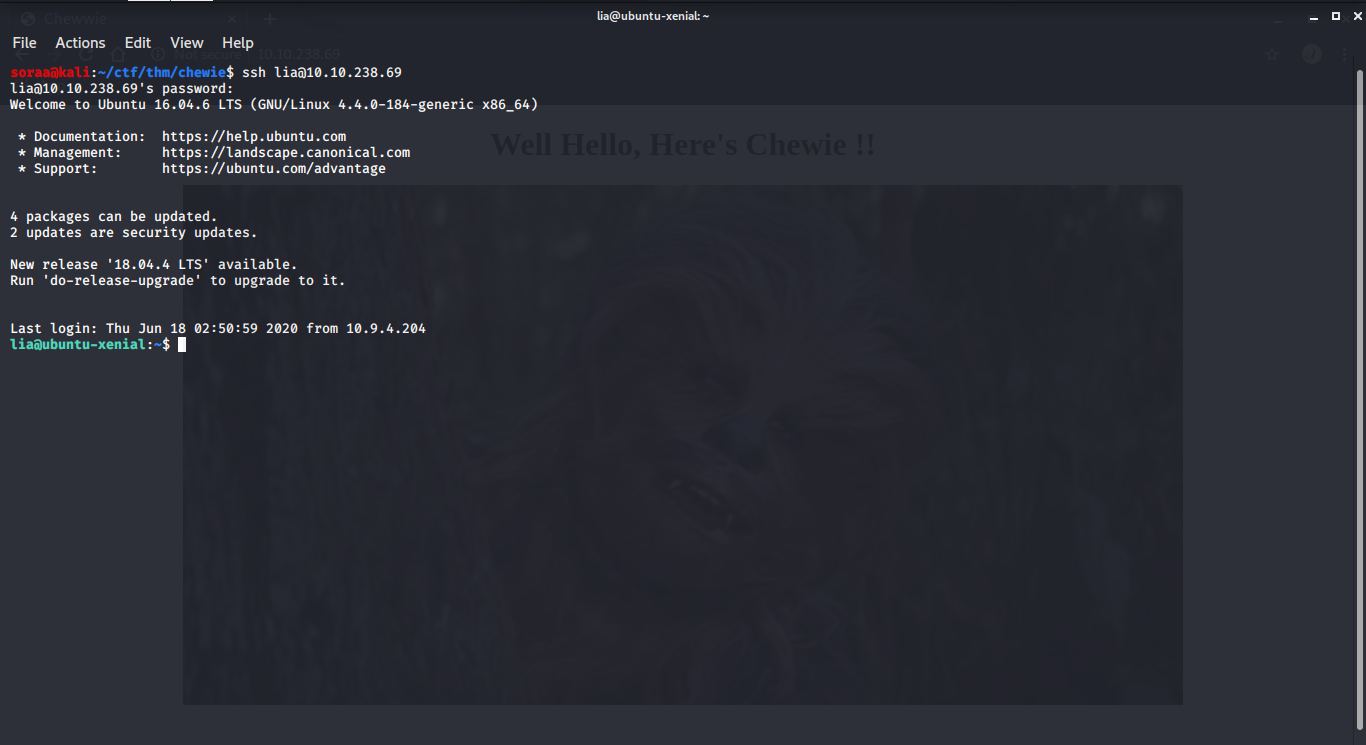 Chewwie
lia@ubuntu-xenial: ~
File Actions Edit View Help
Not secure 10.10.238.69
soraa@kali:~/ctf/thm/chewie$ ssh lia@10.10.238.69
lia@10.10.238.69's password:
Welcome to Ubuntu 16.04.6 LTS (GNU/Linux 4.4.0-184-generic x86_64)
* Documentation: https://help.ubuntu.com
* Management: https://landscape.canonical.com
* Support: https://ubuntu.com/advantage
Well Hello, Here's Chewie !!
4 packages can be updated.
2 updates are security updates.
New release '18.04.4 LTS' available.
Run 'do-release-upgrade' to upgrade to it.
Last login: Thu Jun 18 02:50:59 2020 from 10.9.4.204
lia@ubuntu-xenial:~$